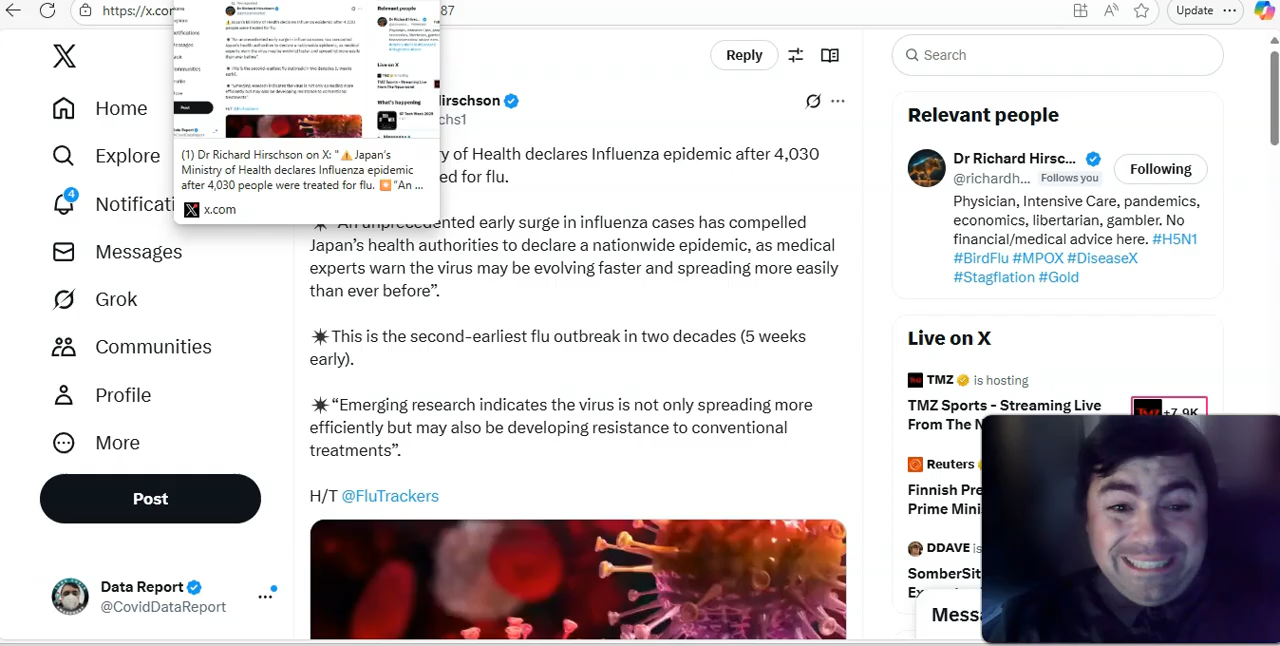 https://x.cor
87
Update
Home
Explore
Notificati
4
Messages
Grok
Communities
Profile
More
Post
Data Report
@CovidDataReport
(1) Dr Richard Hirschson on X: "⚠️Japan's
Ministry of Health declares Influenza epidemic
after 4,030 people were treated for flu. 💥"An ...
x.com
Reply
irschson
chs1
ry of Health declares Influenza epidemic after 4,030
ed for flu.
✴"An unprecedented early surge in influenza cases has compelled
Japan's health authorities to declare a nationwide epidemic, as medical
experts warn the virus may be evolving faster and spreading more easily
than ever before".
✴This is the second-earliest flu outbreak in two decades (5 weeks
early).
✴"Emerging research indicates the virus is not only spreading more
efficiently but may also be developing resistance to conventional
treatments".
H/T @FluTrackers
Search
Relevant people
Dr Richard Hirsc...
@richardh... Follows you
Following
Physician, Intensive Care, pandemics,
economics, libertarian, gambler. No
financial/medical advice here. #H5N1
#BirdFlu #MPOX #DiseaseX
#Stagflation #Gold
Live on X
TMZ is hosting
TMZ Sports - Streaming Live
From The N
+7.9K
Reuters
Finnish Pre
Prime Mini
DDAVE is
SomberSit
Ex
Messa